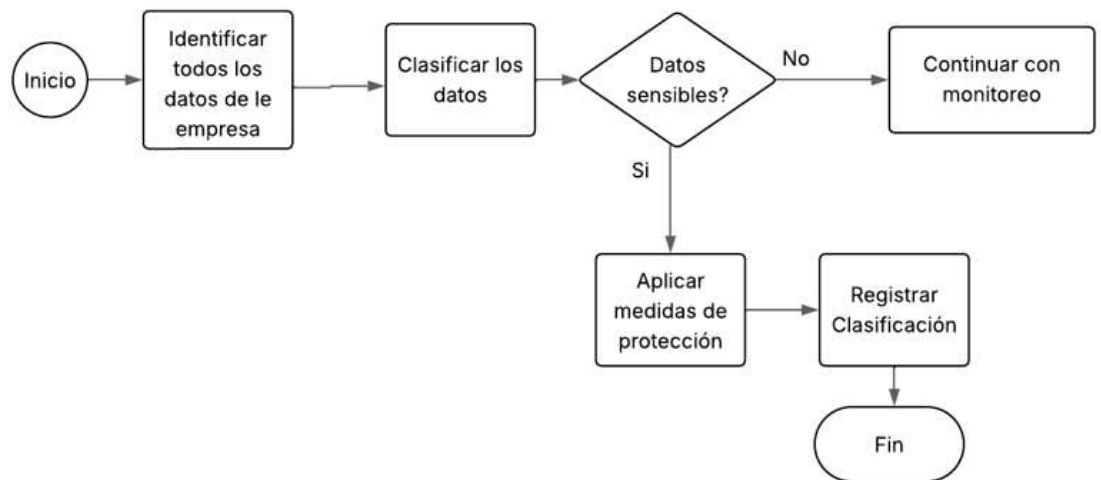 Inicio
Identificar
todos los
datos de le
empresa
Clasificar los
datos
Datos
sensibles?
No
Continuar con
monitoreo
Si
Aplicar
medidas de
protección
Registrar
Clasificación
Fin